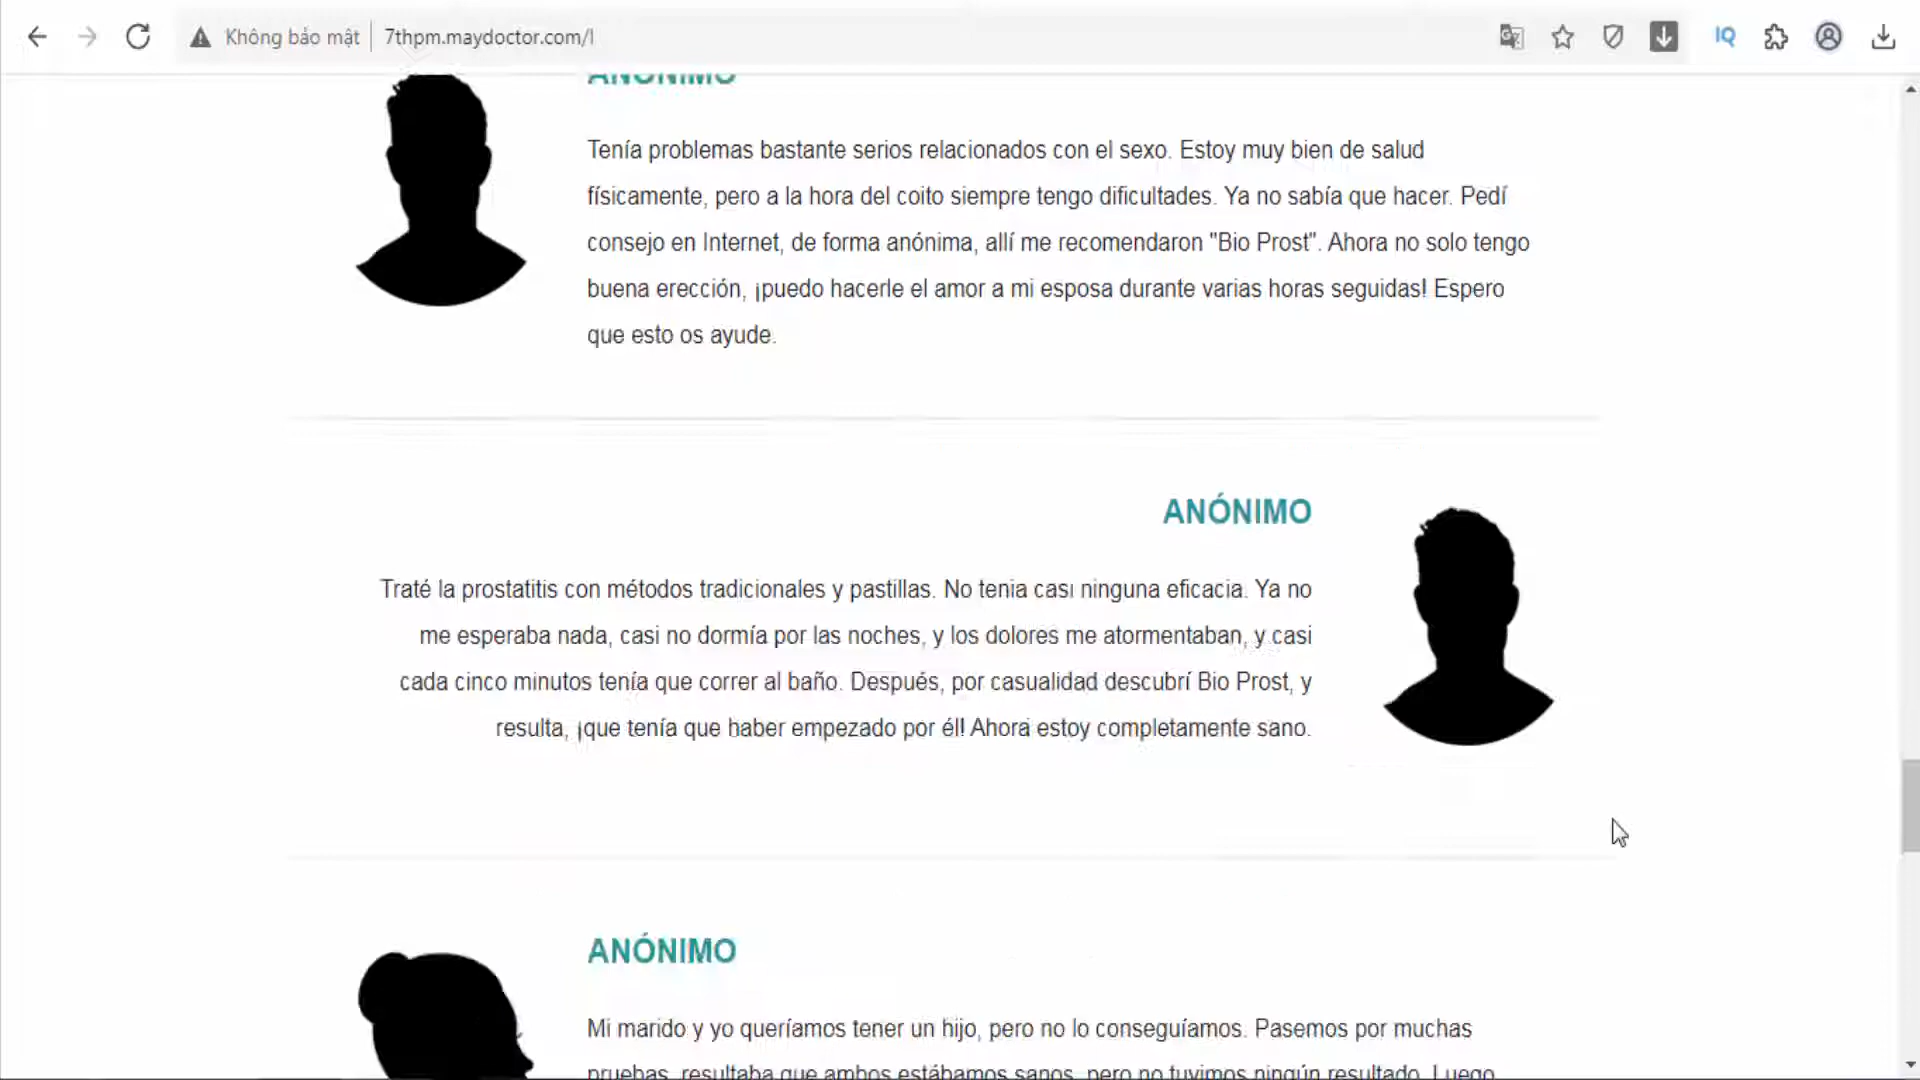 Không bảo mật
7thpm.maydoctor.com/l
IQ
ANÓNIMO
Tenía problemas bastante serios relacionados con el sexo. Estoy muy bien de salud
físicamente, pero a la hora del coito siempre tengo dificultades. Ya no sabía que hacer. Pedí
consejo en Internet, de forma anónima, allí me recomendaron "Bio Prost". Ahora no solo tengo
buena erección, ¡puedo hacerle el amor a mi esposa durante varias horas seguidas! Espero
que esto os ayude.
ANÓNIMO
Traté la prostatitis con métodos tradicionales y pastillas. No tenia casi ninguna eficacia. Ya no
me esperaba nada, casi no dormía por las noches, y los dolores me atormentaban, y casi
cada cinco minutos tenía que correr al baño. Después, por casualidad descubrí Bio Prost, y
resulta, ¡que tenía que haber empezado por él! Ahora estoy completamente sano.
ANÓNIMO
Mi marido y yo queríamos tener un hijo, pero no lo conseguíamos. Pasemos por muchas
pruebas, resultaba que ambos estábamos sanos, pero no tuvimos ningún resultado. Luego